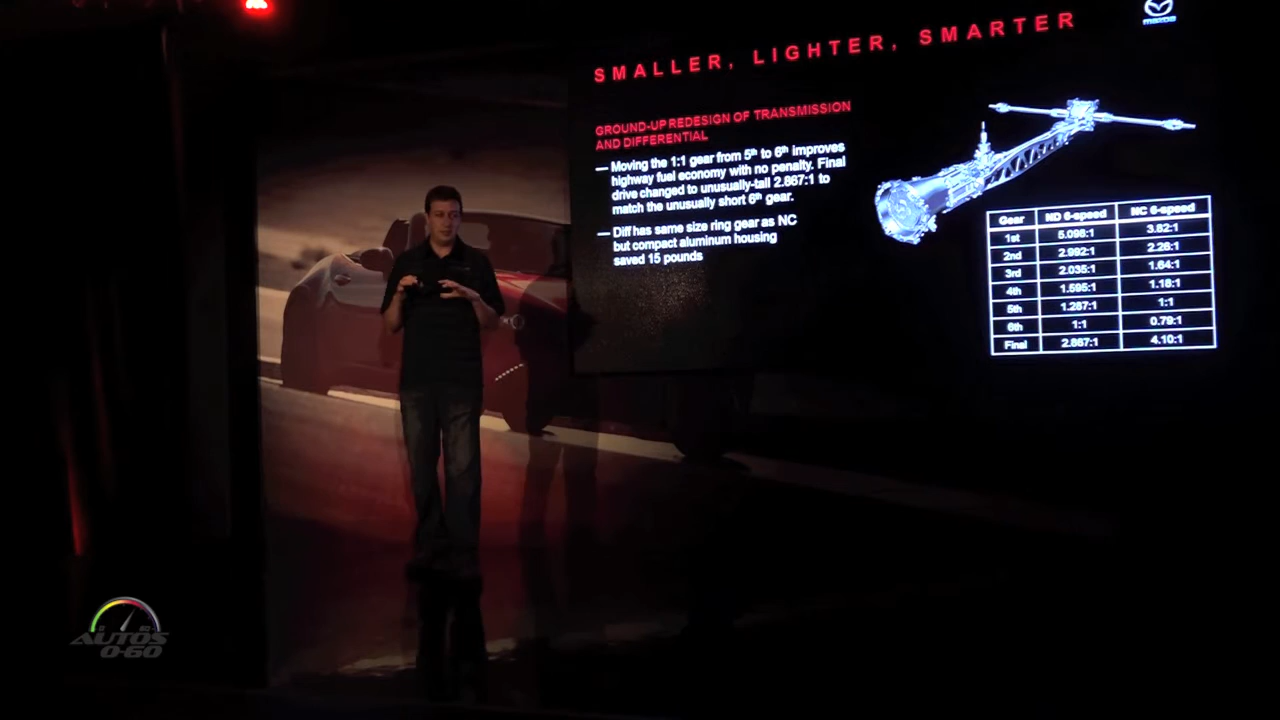 mazda
SMALLER, LIGHTER, SMARTER
GROUND-UP REDESIGN OF TRANSMISSION
AND DIFFERENTIAL
— Moving the 1:1 gear from 5th to 6th improves
highway fuel economy with no penalty. Final
drive changed to unusually-tall 2.867:1 to
match the unusually short 6th gear.
— Diff has same size ring gear as NC
but compact aluminum housing
saved 15 pounds
Gear ND 6-speed NC 6-speed
1st 5.098:1 3.82:1
2nd 2.992:1 2.26:1
3rd 2.035:1 1.64:1
4th 1.595:1 1.18:1
5th 1.287:1 1:1
6th 1:1 0.79:1
Final 2.867:1 4.10:1
AUTOS
0-60